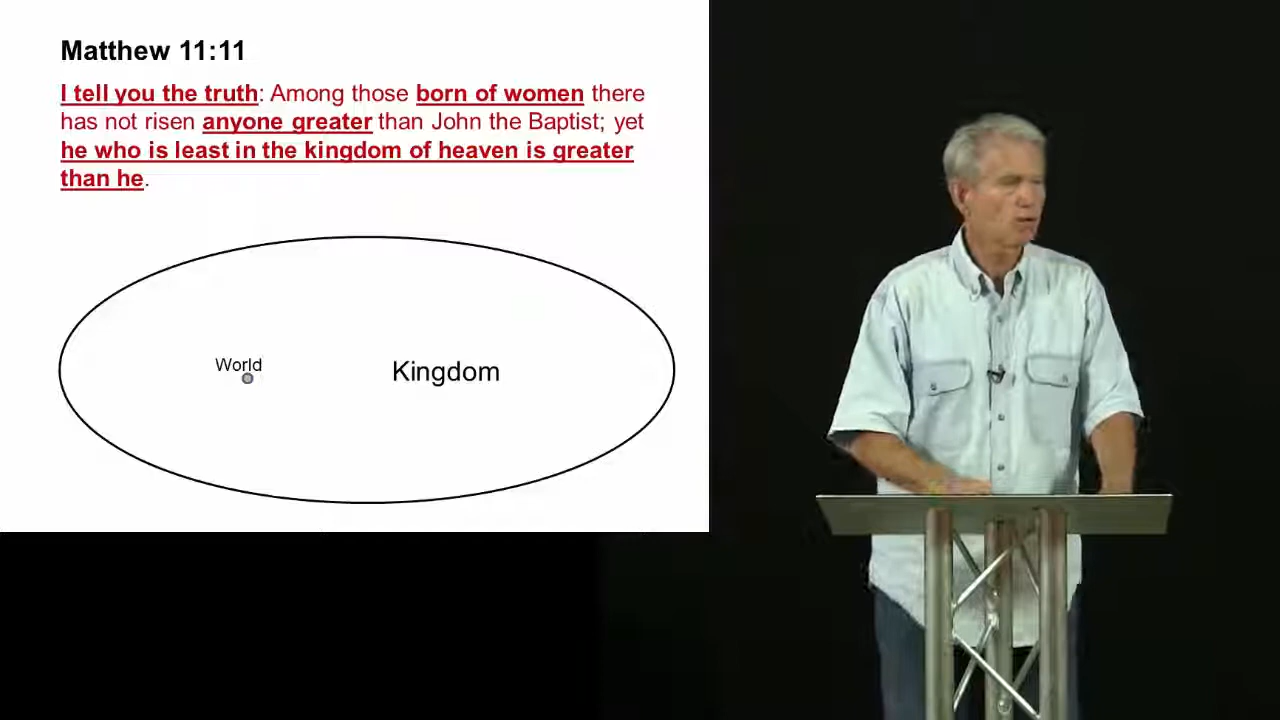 Matthew 11:11
I tell you the truth: Among those born of women there
has not risen anyone greater than John the Baptist; yet
he who is least in the kingdom of heaven is greater
than he.
World
Kingdom